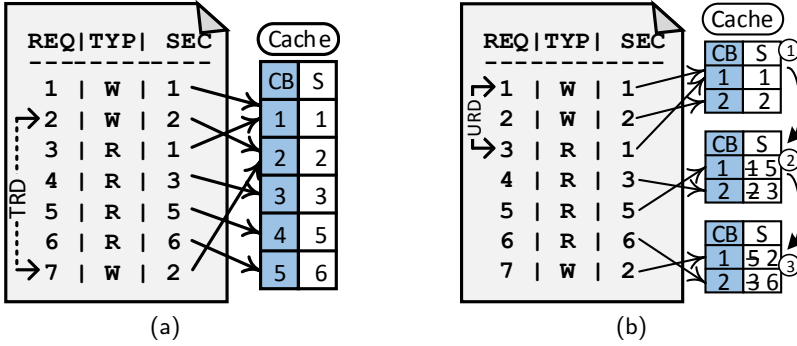 REQ|TYP| SEC
1 | W | 1
2 | W | 2
3 | R | 1
4 | R | 3
5 | R | 5
6 | R | 6
7 | W | 2
TRD
Cache
CB S
1 1
2 2
3 3
4 5
5 6
(a)
REQ|TYP| SEC
1 | W | 1
2 | W | 2
3 | R | 1
4 | R | 3
5 | R | 5
6 | R | 6
7 | W | 2
URD
Cache
CB S 1
1 1
2 2
CB S
1 1 5 2
2 2 3
CB S
1 5 2 3
2 3 6
(b)